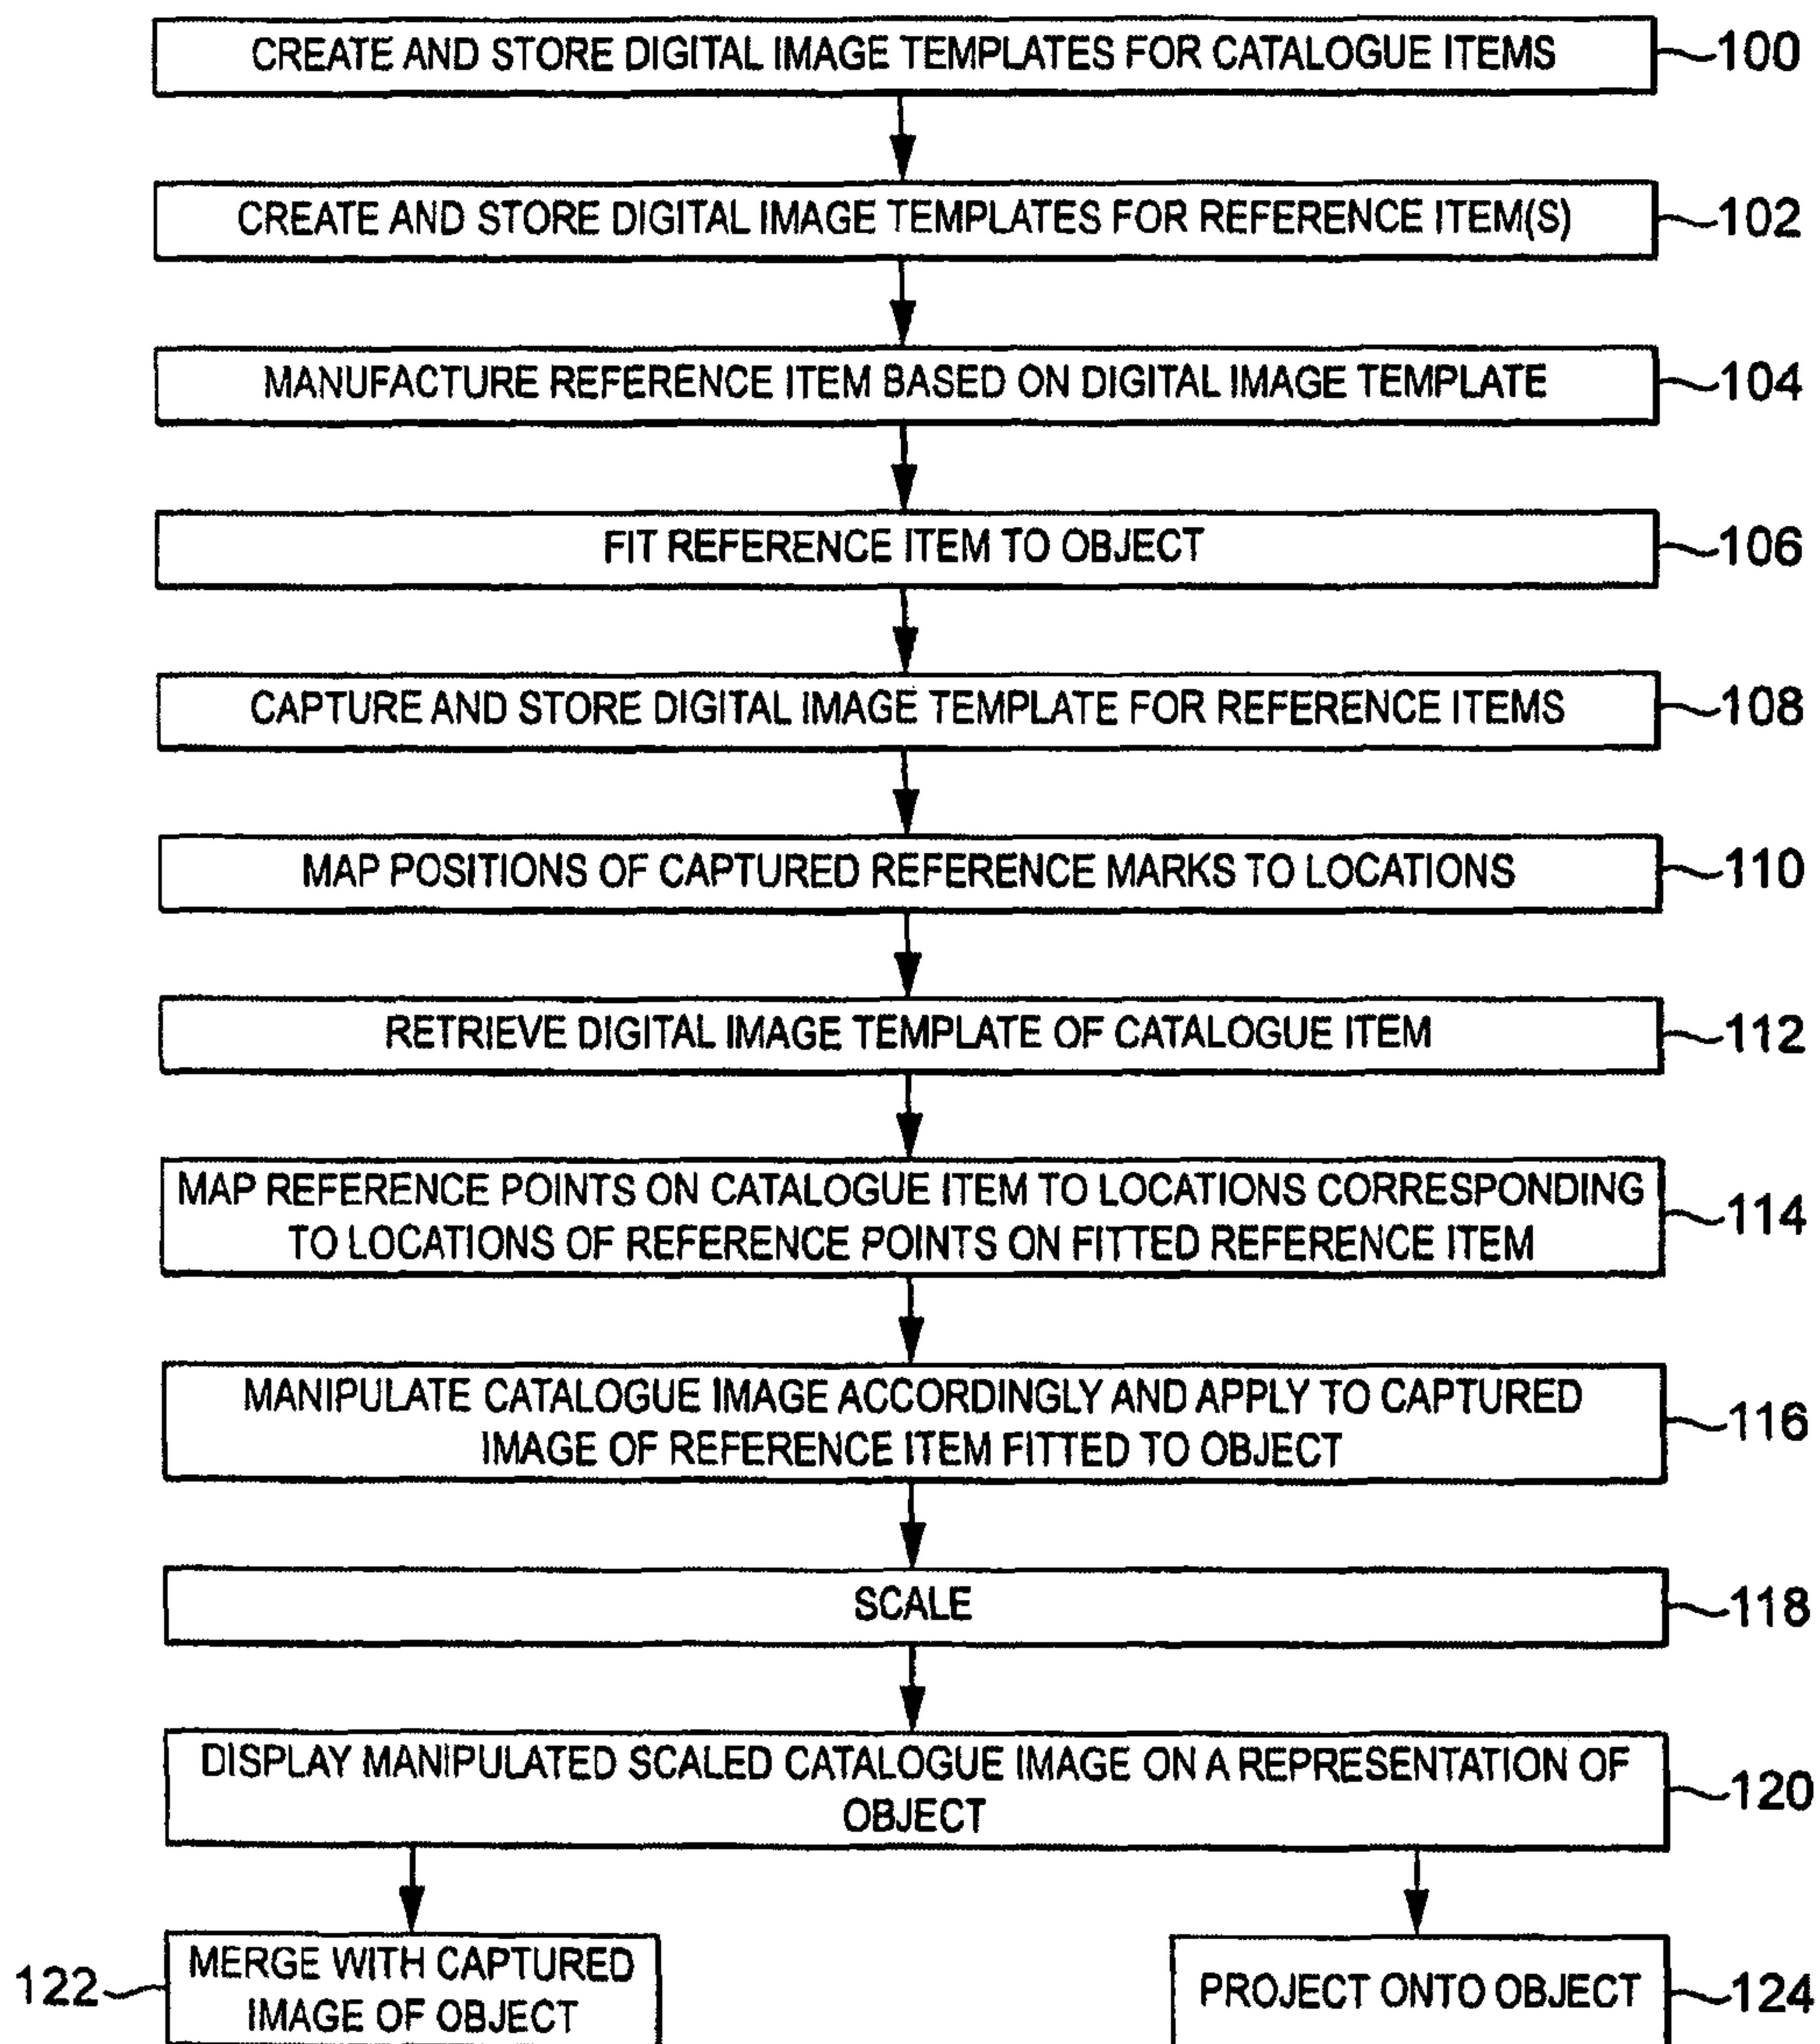 CREATE AND STORE DIGITAL IMAGE TEMPLATES FOR CATALOGUE ITEMS 100
CREATE AND STORE DIGITAL IMAGE TEMPLATES FOR REFERENCE ITEM(S) 102
MANUFACTURE REFERENCE ITEM BASED ON DIGITAL IMAGE TEMPLATE 104
FIT REFERENCE ITEM TO OBJECT 106
CAPTURE AND STORE DIGITAL IMAGE TEMPLATE FOR REFERENCE ITEMS 108
MAP POSITIONS OF CAPTURED REFERENCE MARKS TO LOCATIONS 110
RETRIEVE DIGITAL IMAGE TEMPLATE OF CATALOGUE ITEM 112
MAP REFERENCE POINTS ON CATALOGUE ITEM TO LOCATIONS CORRESPONDING
TO LOCATIONS OF REFERENCE POINTS ON FITTED REFERENCE ITEM
114
MANIPULATE CATALOGUE IMAGE ACCORDINGLY AND APPLY TO CAPTURED
IMAGE OF REFERENCE ITEM FITTED TO OBJECT
116
SCALE 118
DISPLAY MANIPULATED SCALED CATALOGUE IMAGE ON A REPRESENTATION OF
OBJECT
120
122
MERGE WITH CAPTURED
IMAGE OF OBJECT
PROJECT ONTO OBJECT 124